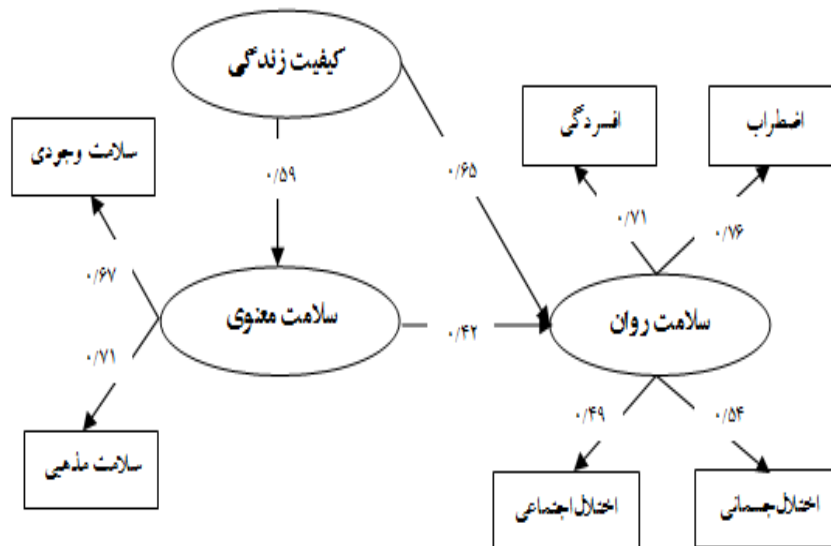 کیفیت زندگی
افسردگی
اضطراب
سلامت وجودی
۰/۵۹
۰/۶۵
۰/۷۱
۰/۷۶
۰/۶۷
سلامت معنوی
۰/۴۲
سلامت روان
۰/۷۱
۰/۴۹
۰/۵۴
سلامت مذهبی
اختلال اجتماعی
اختلال جسمانی